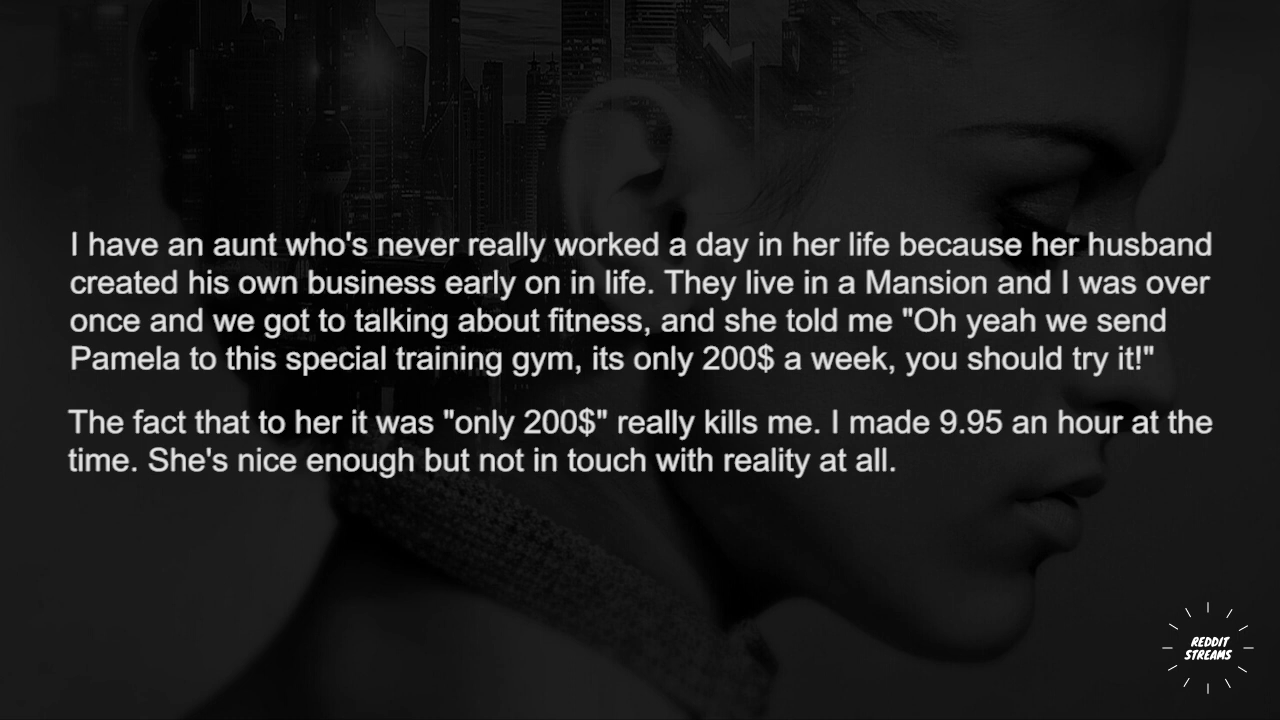 I have an aunt who's never really worked a day in her life because her husband
created his own business early on in life. They live in a Mansion and I was over
once and we got to talking about fitness, and she told me "Oh yeah we send
Pamela to this special training gym, its only 200$ a week, you should try it!"
The fact that to her it was "only 200$" really kills me. I made 9.95 an hour at the
time. She's nice enough but not in touch with reality at all.
REDDIT
STREAMS